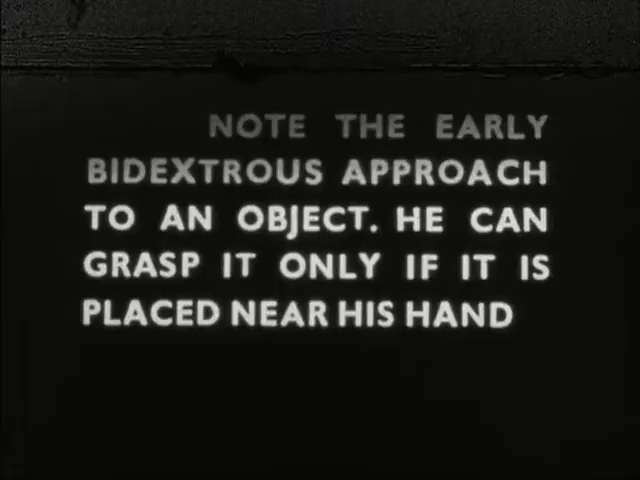 NOTE THE EARLY
BIDEXTROUS APPROACH
TO AN OBJECT. HE CAN
GRASP IT ONLY IF IT IS
PLACED NEAR HIS HAND